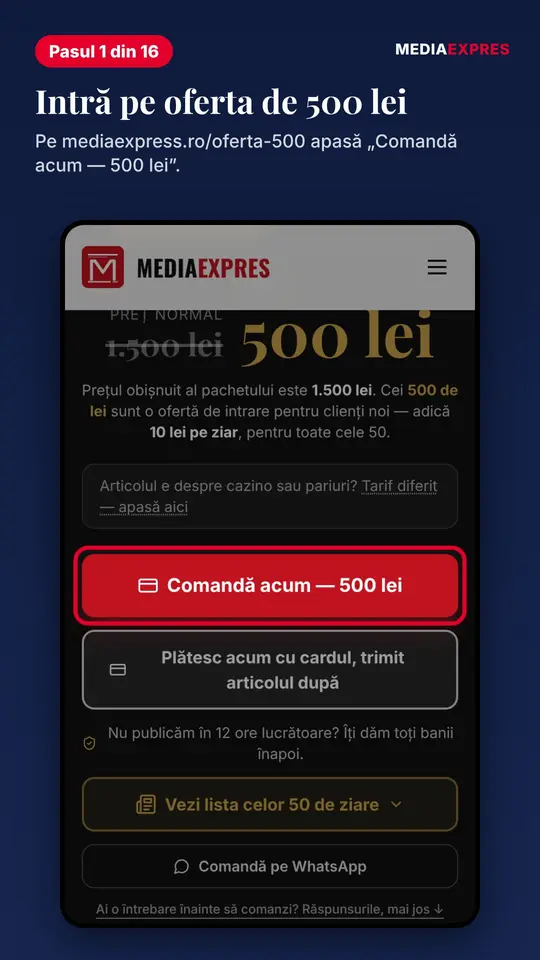 Pasul 1 din 16
MEDIAEXPRES
Intră pe oferta de 500 lei
Pe mediaexpress.ro/oferta-500 apasă „Comandă
acum — 500 lei”.
MEDIAEXPRES
PREȚ NORMAL
1.500 lei
500 lei
Prețul obișnuit al pachetului este 1.500 lei. Cei 500 de
lei sunt o ofertă de intrare pentru clienți noi — adică
10 lei pe ziar, pentru toate cele 50.
Articolul e despre cazino sau pariuri? Tarif diferit
— apasă aici
Comandă acum — 500 lei
Plătesc acum cu cardul, trimit
articolul după
Nu publicăm în 12 ore lucrătoare? Îți dăm toți banii
înapoi.
Vezi lista celor 50 de ziare
Comandă pe WhatsApp
Ai o întrebare înainte să comanzi? Răspunsurile, mai jos ↓